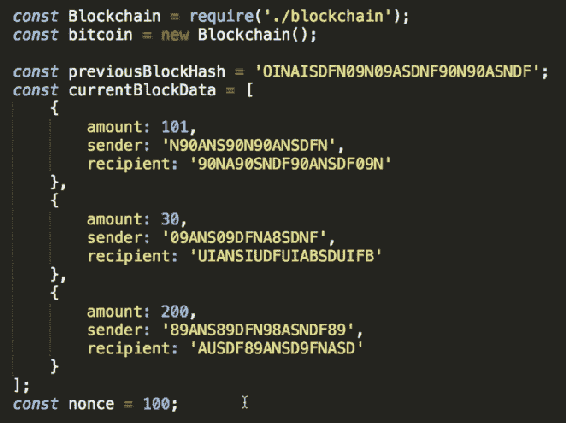 const Blockchain = require('./blockchain');
const bitcoin = new Blockchain();
const previousBlockHash = 'OINAISDFN09N09ASDNF90N90ASNDF';
const currentBlockData = [
{
amount: 101,
sender: 'N90ANS90N90ANSDFN',
recipient: '90NA90SNDF90ANSDF09N'
},
{
amount: 30,
sender: '09ANS09DFNA8SDNF',
recipient: 'UIANSIUDFUIABSDUIFB'
},
{
amount: 200,
sender: '89ANS89DFN98ASNDF89',
recipient: 'AUSDF89ANSD9FNASD'
}
];
const nonce = 100;